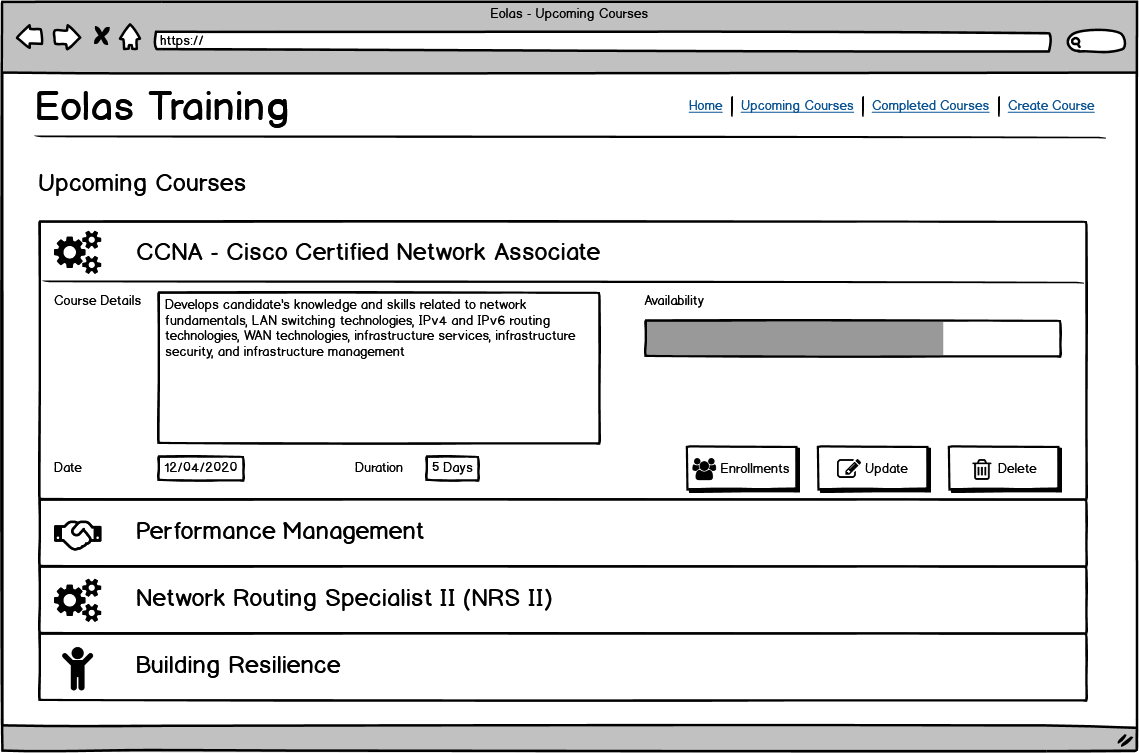 Eolas - Upcoming Courses
https://
Eolas Training
Home | Upcoming Courses | Completed Courses | Create Course
Upcoming Courses
CCNA - Cisco Certified Network Associate
Course Details
Develops candidate's knowledge and skills related to network
fundamentals, LAN switching technologies, IPv4 and IPv6 routing
technologies, WAN technologies, infrastructure services, infrastructure
security, and infrastructure management
Availability
Date 12/04/2020 Duration 5 Days
Enrollments Update Delete
Performance Management
Network Routing Specialist II (NRS II)
Building Resilience